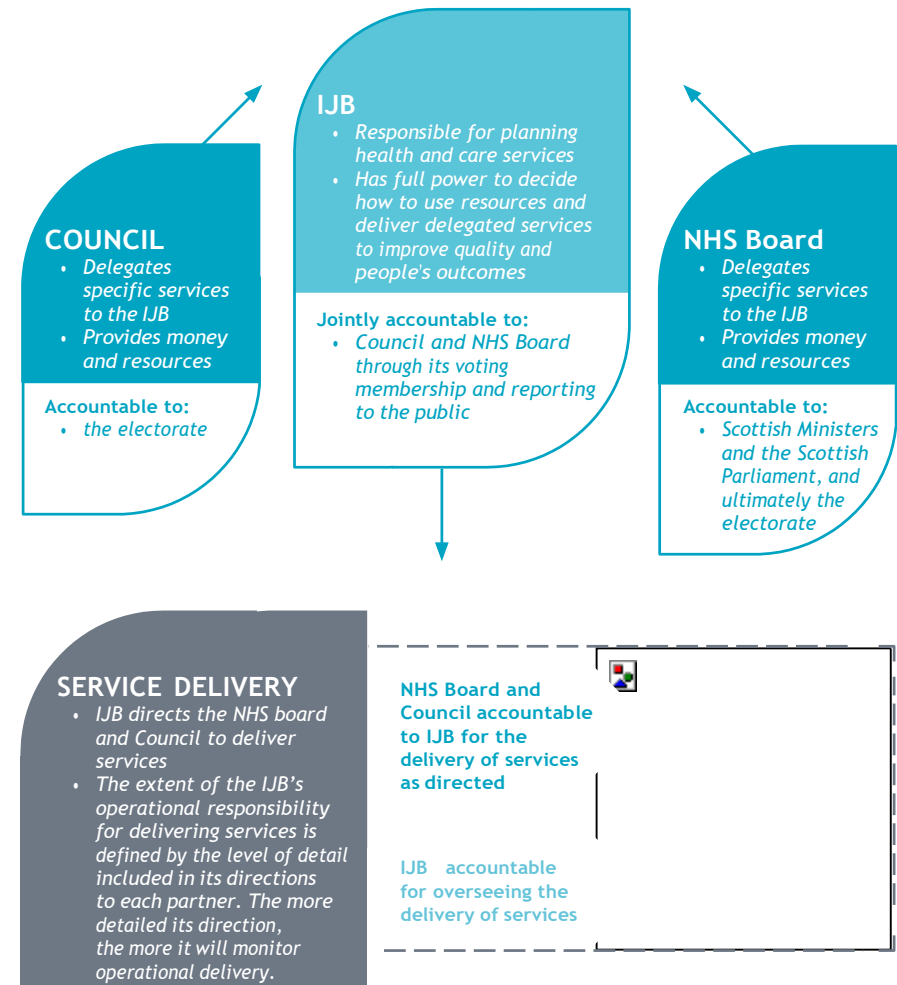 IJB
• Responsible for planning
health and care services
• Has full power to decide
how to use resources and
deliver delegated services
to improve quality and
people's outcomes
Jointly accountable to:
• Council and NHS Board
through its voting
membership and reporting
to the public
COUNCIL
• Delegates
specific services
to the IJB
• Provides money
and resources
Accountable to:
• the electorate
NHS Board
• Delegates
specific services
to the IJB
• Provides money
and resources
Accountable to:
• Scottish Ministers
and the Scottish
Parliament, and
ultimately the
electorate
SERVICE DELIVERY
• IJB directs the NHS board
and Council to deliver
services
• The extent of the IJB’s
operational responsibility
for delivering services is
defined by the level of detail
included in its directions
to each partner. The more
detailed its direction,
the more it will monitor
operational delivery.
NHS Board and
Council accountable
to IJB for the
delivery of services
as directed
IJB accountable
for overseeing the
delivery of services